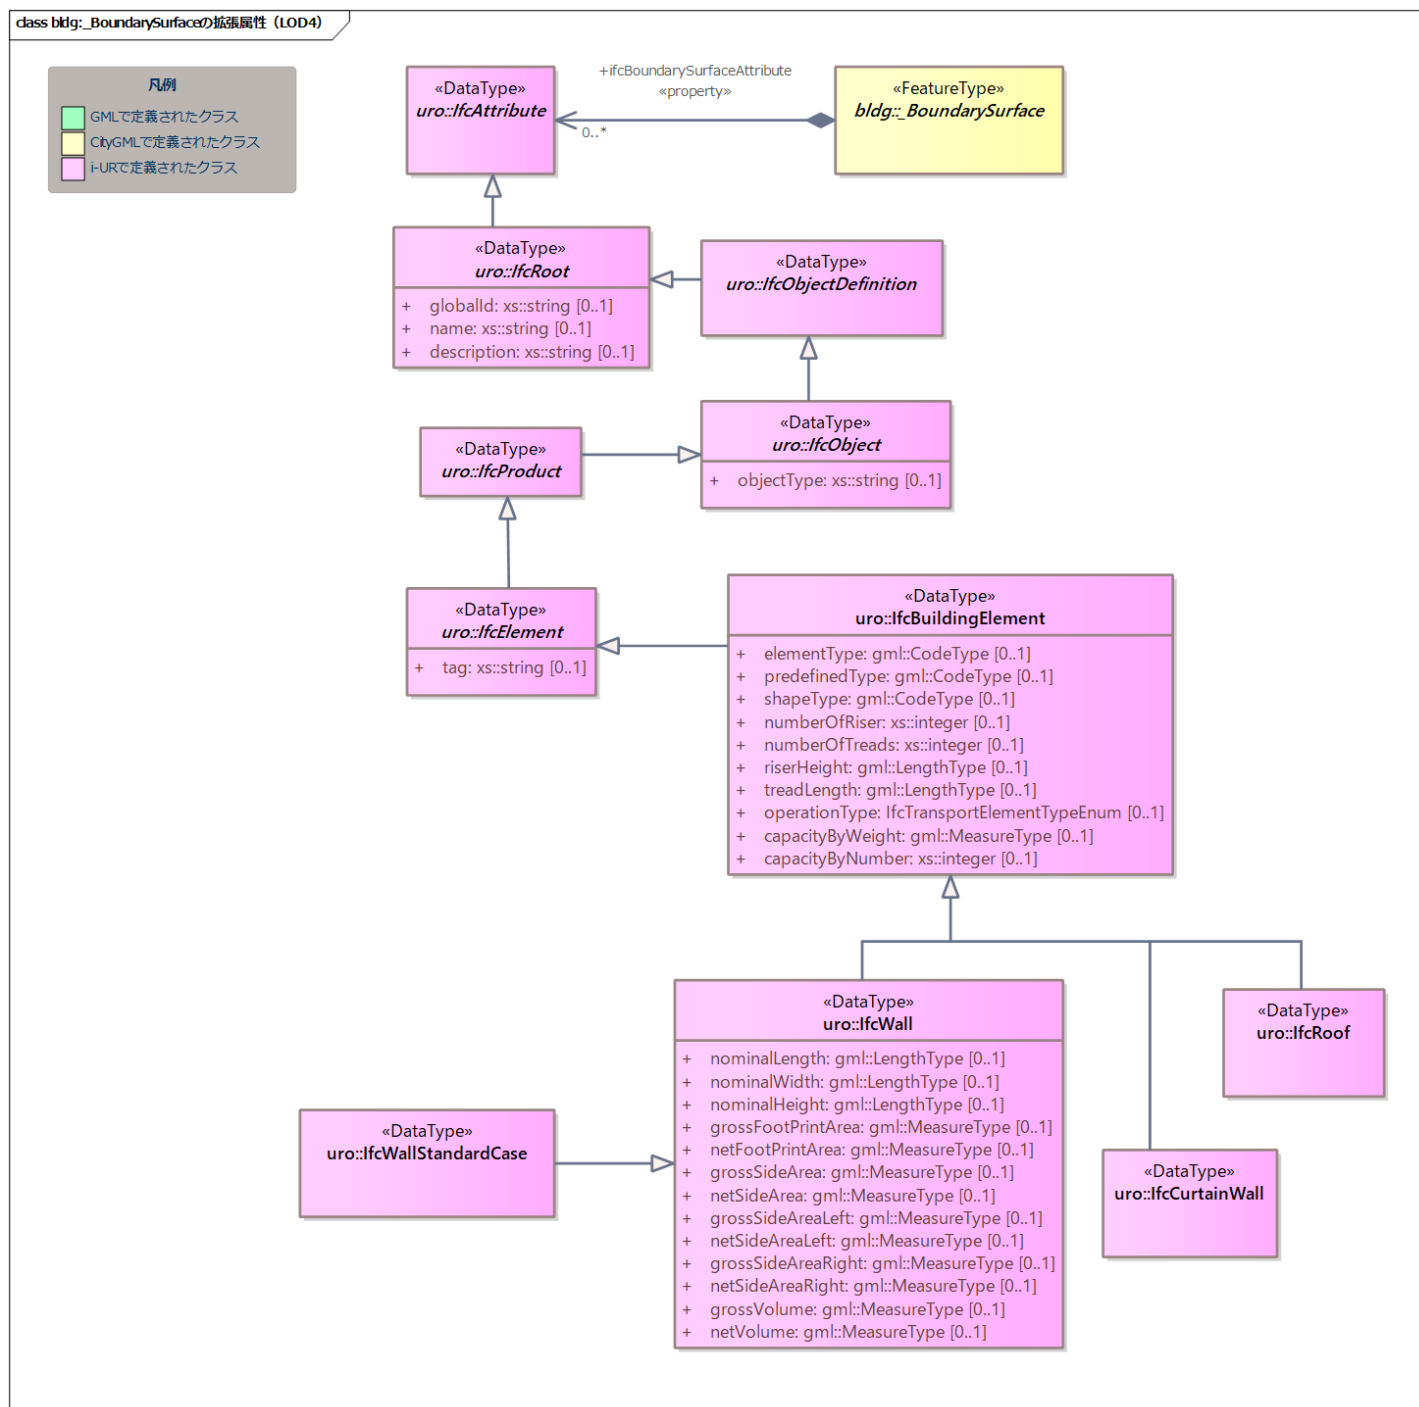 class bldg:_BoundarySurfaceの拡張属性（LOD4）
凡例
GMLで定義されたクラス
CityGMLで定義されたクラス
i-URで定義されたクラス
«DataType»
uro::IfcAttribute
+ifcBoundarySurfaceAttribute
«property»
0..*
«FeatureType»
bldg::_BoundarySurface
«DataType»
uro::IfcRoot
+ globalId: xs::string [0..1]
+ name: xs::string [0..1]
+ description: xs::string [0..1]
«DataType»
uro::IfcObjectDefinition
«DataType»
uro::IfcProduct
«DataType»
uro::IfcObject
+ objectType: xs::string [0..1]
«DataType»
uro::IfcElement
+ tag: xs::string [0..1]
«DataType»
uro::IfcBuildingElement
+ elementType: gml::CodeType [0..1]
+ predefinedType: gml::CodeType [0..1]
+ shapeType: gml::CodeType [0..1]
+ numberOfRiser: xs::integer [0..1]
+ numberOfTreads: xs::integer [0..1]
+ riserHeight: gml::LengthType [0..1]
+ treadLength: gml::LengthType [0..1]
+ operationType: IfcTransportElementTypeEnum [0..1]
+ capacityByWeight: gml::MeasureType [0..1]
+ capacityByNumber: xs::integer [0..1]
«DataType»
uro::IfcWall
+ nominalLength: gml::LengthType [0..1]
+ nominalWidth: gml::LengthType [0..1]
+ nominalHeight: gml::LengthType [0..1]
+ grossFootPrintArea: gml::MeasureType [0..1]
+ netFootPrintArea: gml::MeasureType [0..1]
+ grossSideArea: gml::MeasureType [0..1]
+ netSideArea: gml::MeasureType [0..1]
+ grossSideAreaLeft: gml::MeasureType [0..1]
+ netSideAreaLeft: gml::MeasureType [0..1]
+ grossSideAreaRight: gml::MeasureType [0..1]
+ netSideAreaRight: gml::MeasureType [0..1]
+ grossVolume: gml::MeasureType [0..1]
+ netVolume: gml::MeasureType [0..1]
«DataType»
uro::IfcRoof
«DataType»
uro::IfcWallStandardCase
«DataType»
uro::IfcCurtainWall